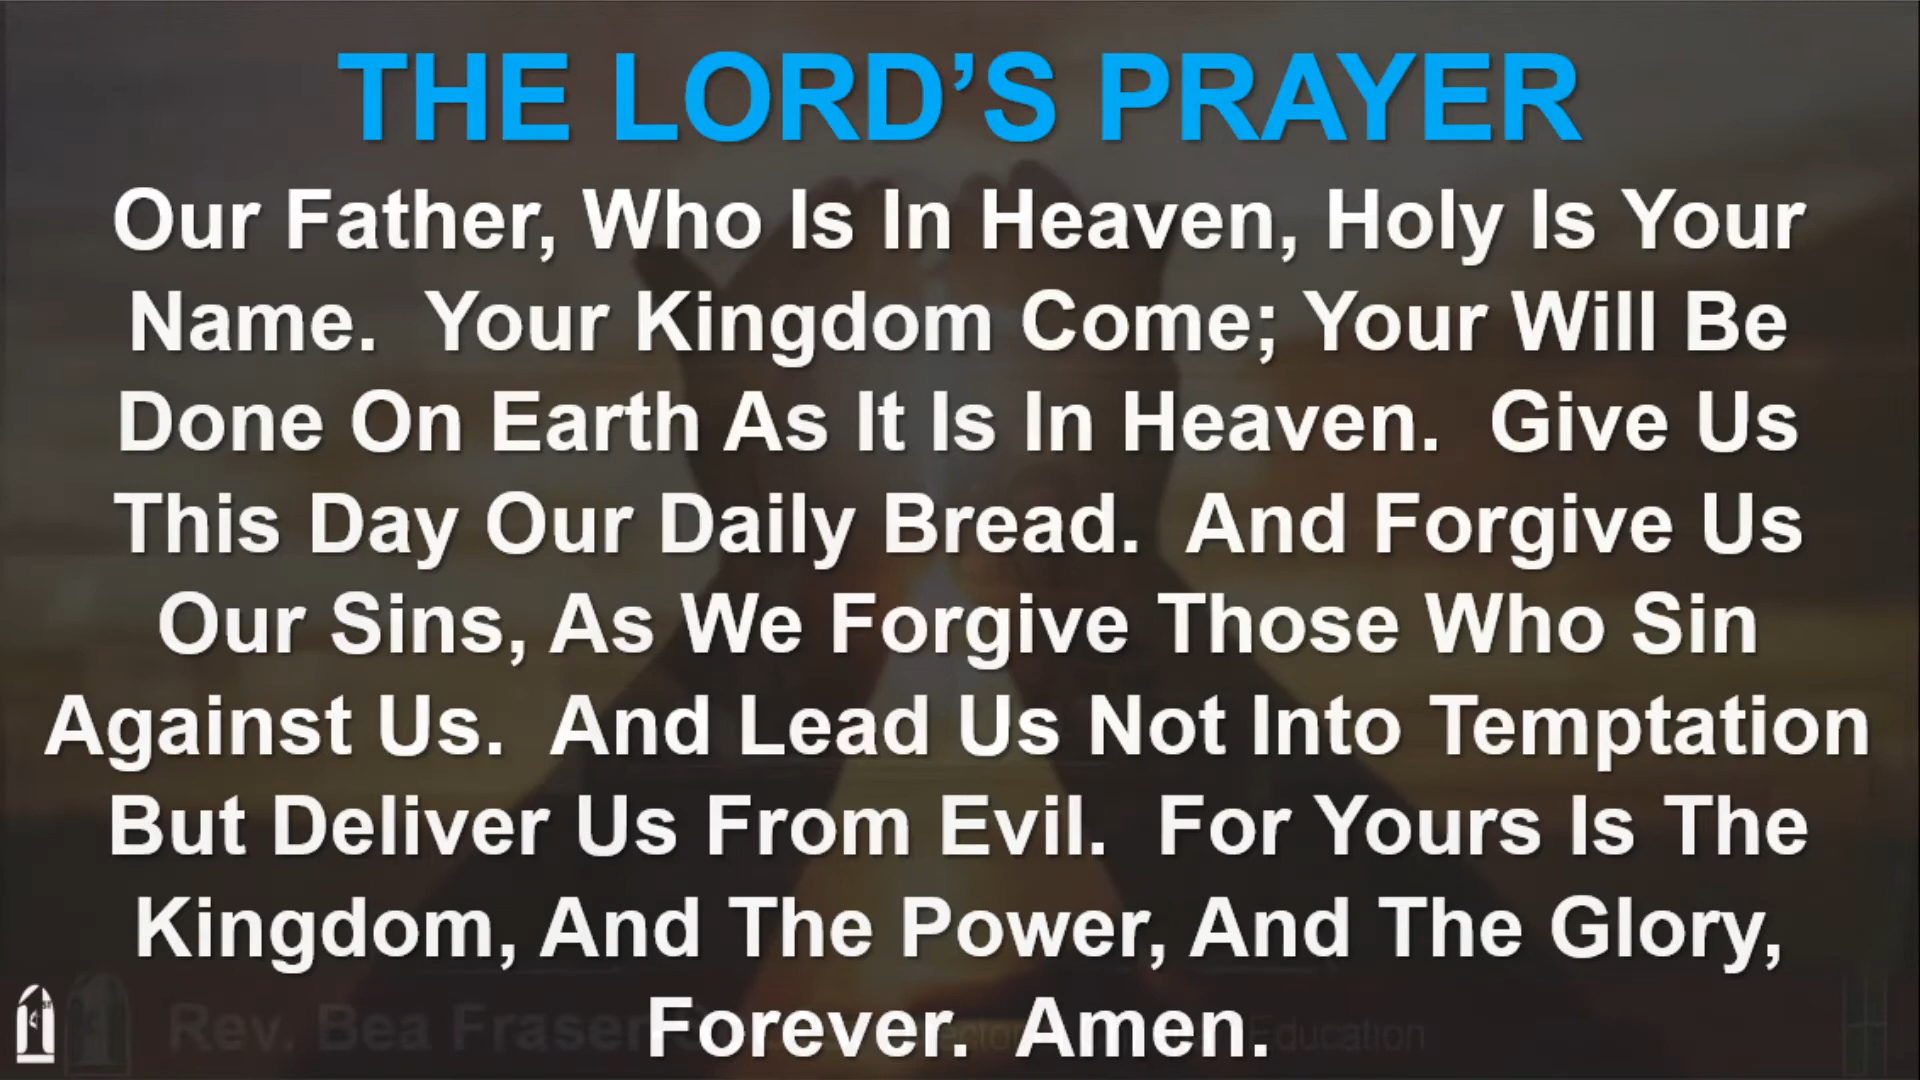 THE LORD’S PRAYER
Our Father, Who Is In Heaven, Holy Is Your
Name.  Your Kingdom Come; Your Will Be
Done On Earth As It Is In Heaven.  Give Us
This Day Our Daily Bread.  And Forgive Us
Our Sins, As We Forgive Those Who Sin
Against Us.  And Lead Us Not Into Temptation
But Deliver Us From Evil.  For Yours Is The
Kingdom, And The Power, And The Glory,
Forever.  Amen.
Rev. Bea Fraser